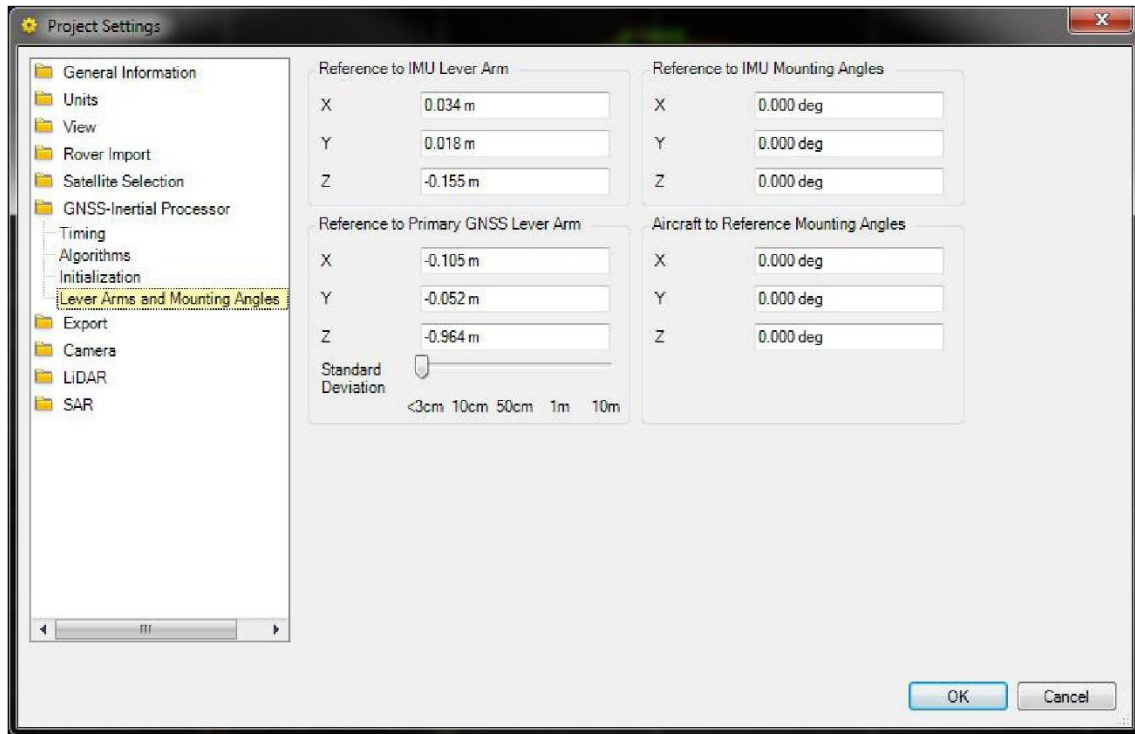 Project Settings
General Information
Units
View
Rover Import
Satellite Selection
GNSS-Inertial Processor
Timing
Algorithms
Initialization
Lever Arms and Mounting Angles
Export
Camera
LiDAR
SAR
Reference to IMU Lever Arm
X 0.034 m
Y 0.018 m
Z -0.155 m
Reference to IMU Mounting Angles
X 0.000 deg
Y 0.000 deg
Z 0.000 deg
Reference to Primary GNSS Lever Arm
X -0.105 m
Y -0.052 m
Z -0.964 m
Standard
Deviation
<3cm 10cm 50cm 1m 10m
Aircraft to Reference Mounting Angles
X 0.000 deg
Y 0.000 deg
Z 0.000 deg
OK Cancel